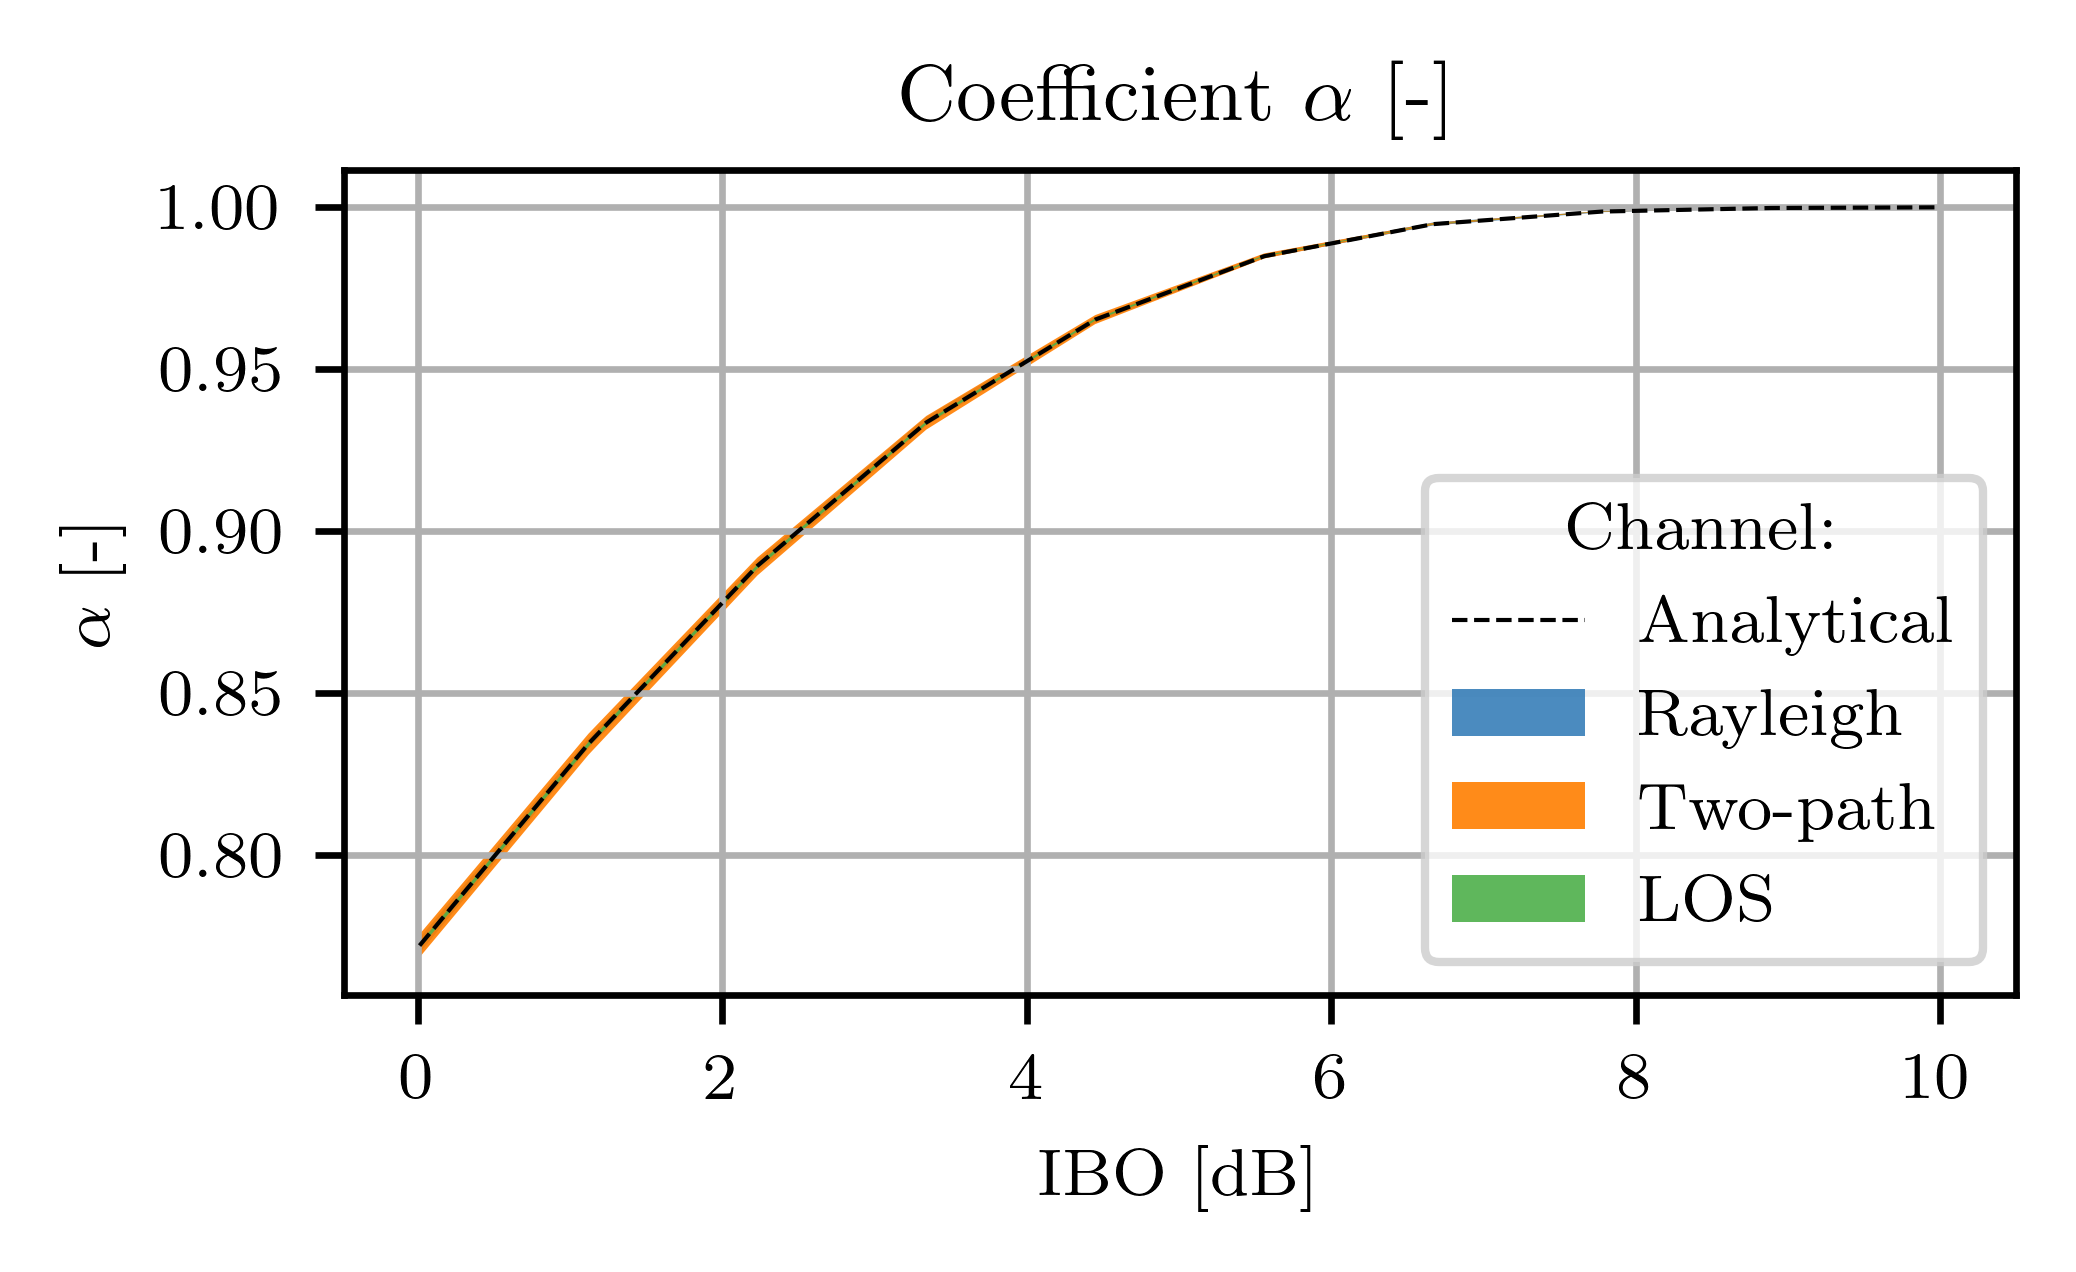 Coefficient α [-]
α [-]
1.00
0.95
0.90
0.85
0.80
Channel:
Analytical
Rayleigh
Two-path
LOS
0 2 4 6 8 10
IBO [dB]